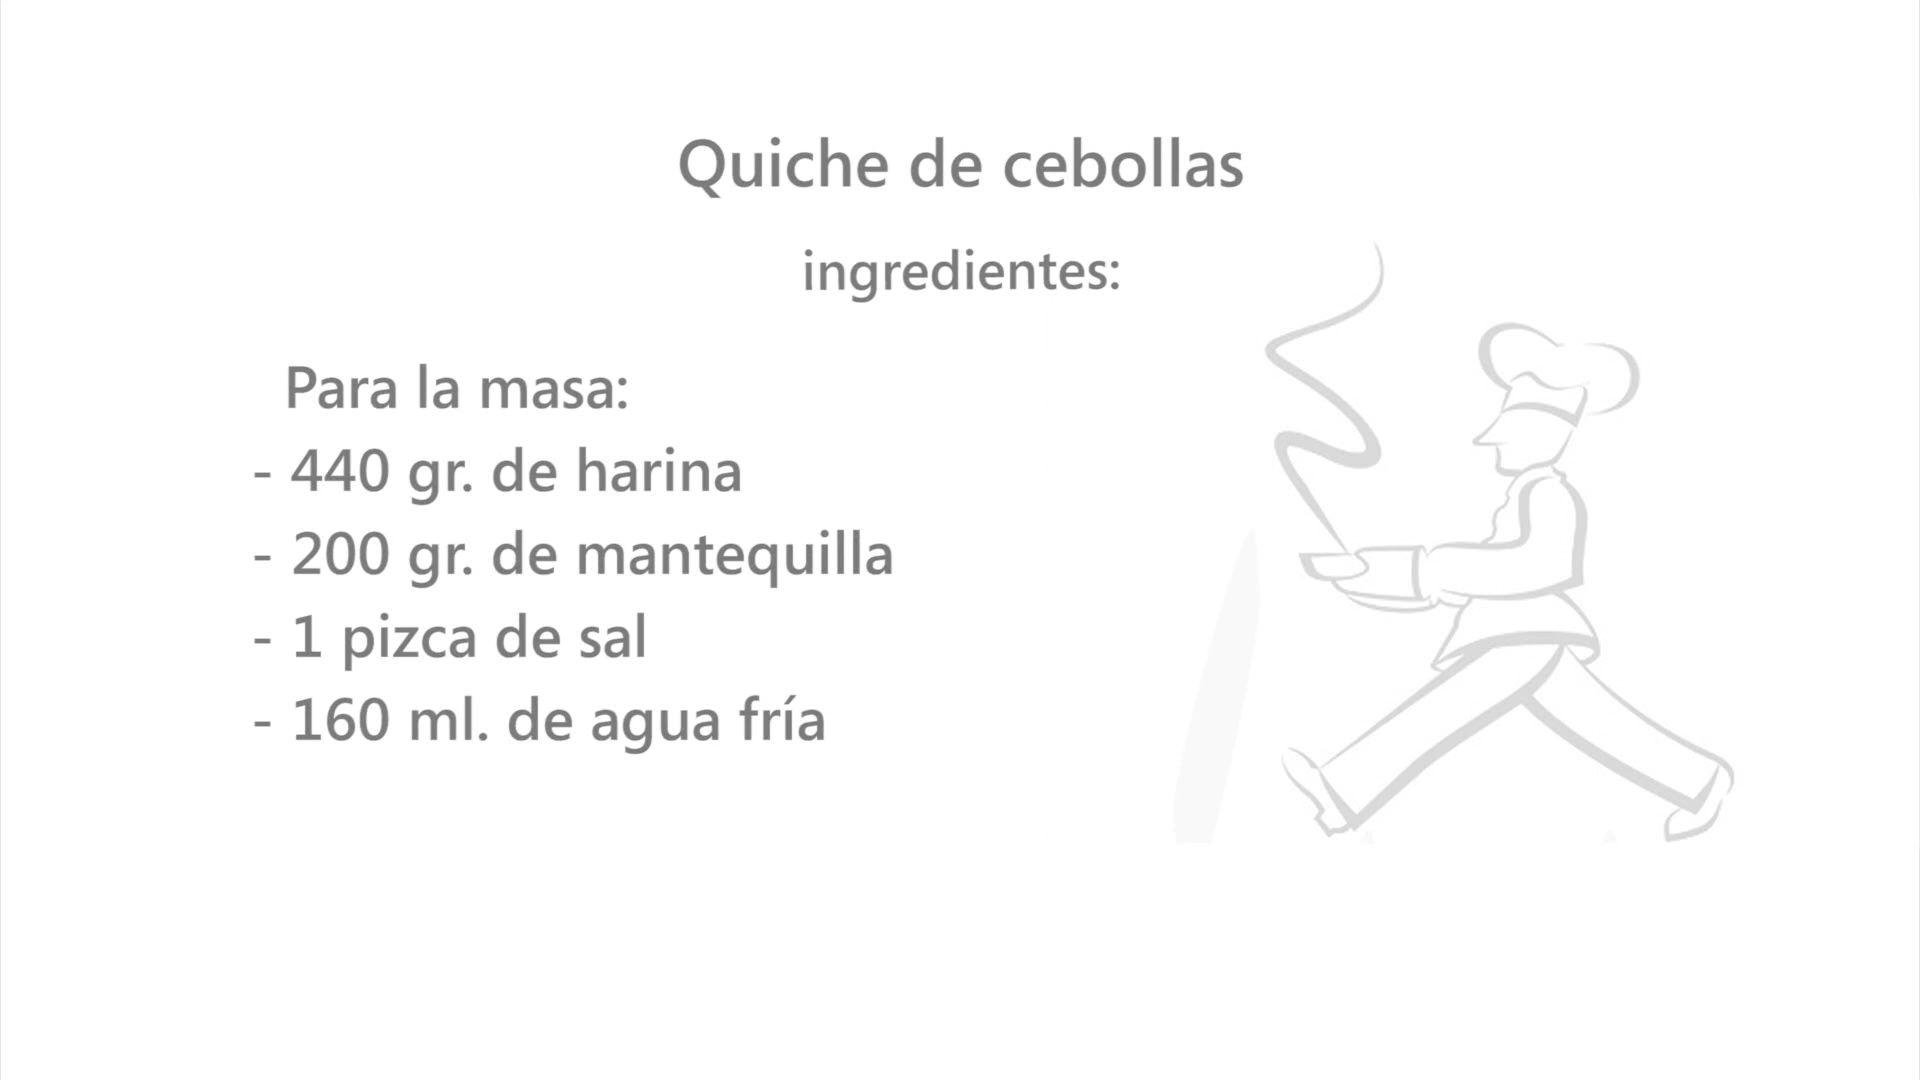 Quiche de cebollas
ingredientes:
Para la masa:
- 440 gr. de harina
- 200 gr. de mantequilla
- 1 pizca de sal
- 160 ml. de agua fría